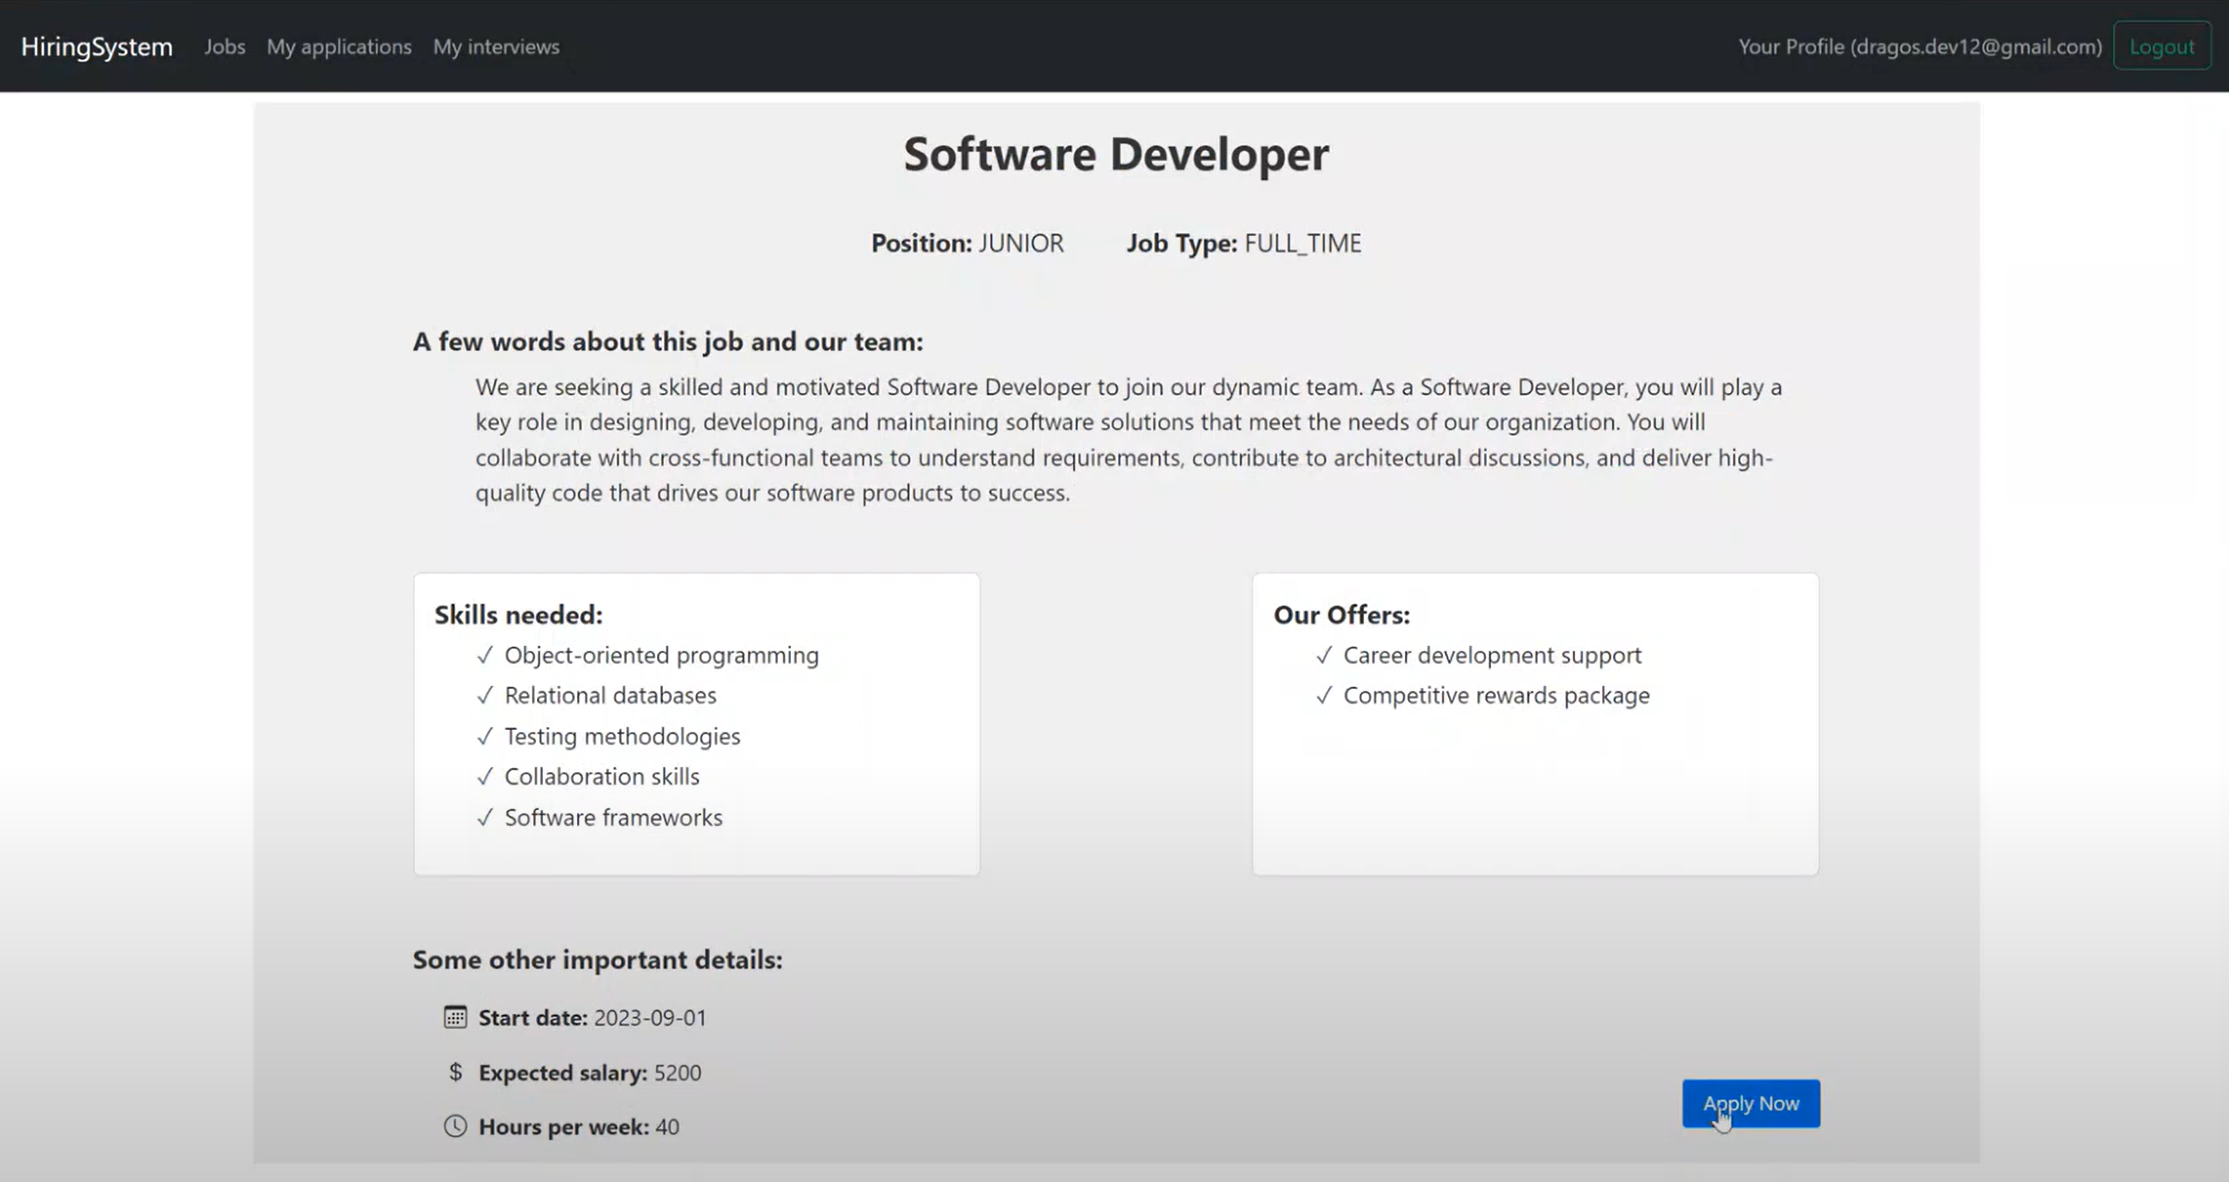 HiringSystem Jobs My applications My interviews Your Profile (dragos.dev12@gmail.com) Logout
Software Developer
Position: JUNIOR Job Type: FULL_TIME
A few words about this job and our team:
We are seeking a skilled and motivated Software Developer to join our dynamic team. As a Software Developer, you will play a
key role in designing, developing, and maintaining software solutions that meet the needs of our organization. You will
collaborate with cross-functional teams to understand requirements, contribute to architectural discussions, and deliver high-
quality code that drives our software products to success.
Skills needed:
✓ Object-oriented programming
✓ Relational databases
✓ Testing methodologies
✓ Collaboration skills
✓ Software frameworks
Our Offers:
✓ Career development support
✓ Competitive rewards package
Some other important details:
Start date: 2023-09-01
$ Expected salary: 5200
Hours per week: 40
Apply Now